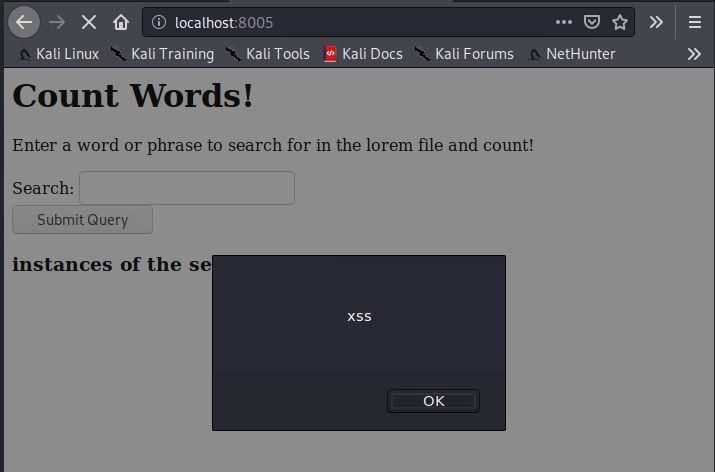 localhost:8005
Kali Linux Kali Training Kali Tools Kali Docs Kali Forums NetHunter
Count Words!
Enter a word or phrase to search for in the lorem file and count!
Search:
Submit Query
instances of the se
xss
OK